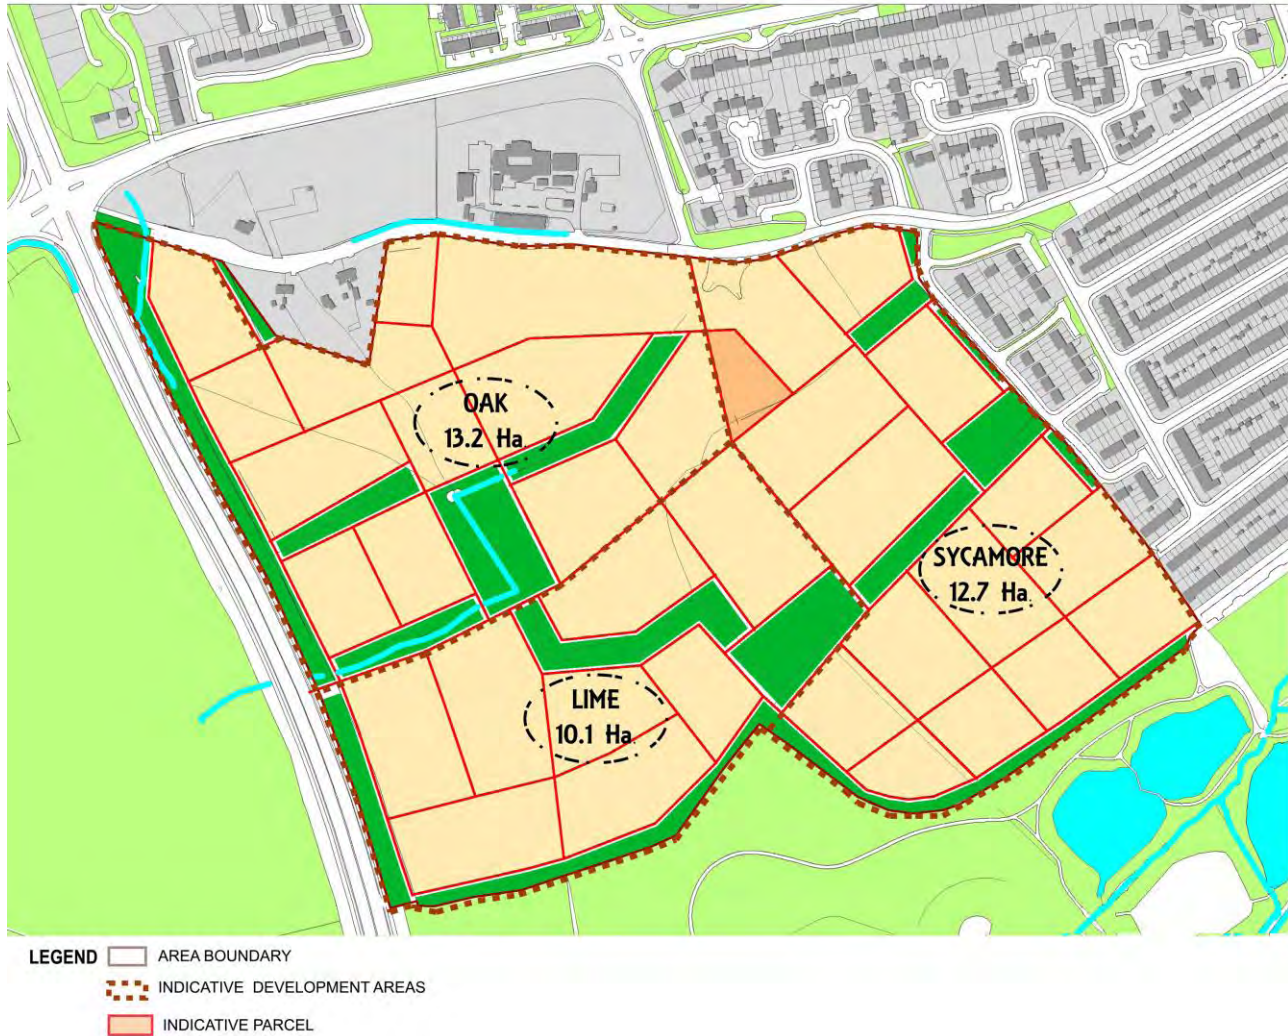 OAK
13.2 Ha.
SYCAMORE
12.7 Ha.
LIME
10.1 Ha.
LEGEND AREA BOUNDARY
INDICATIVE DEVELOPMENT AREAS
INDICATIVE PARCEL